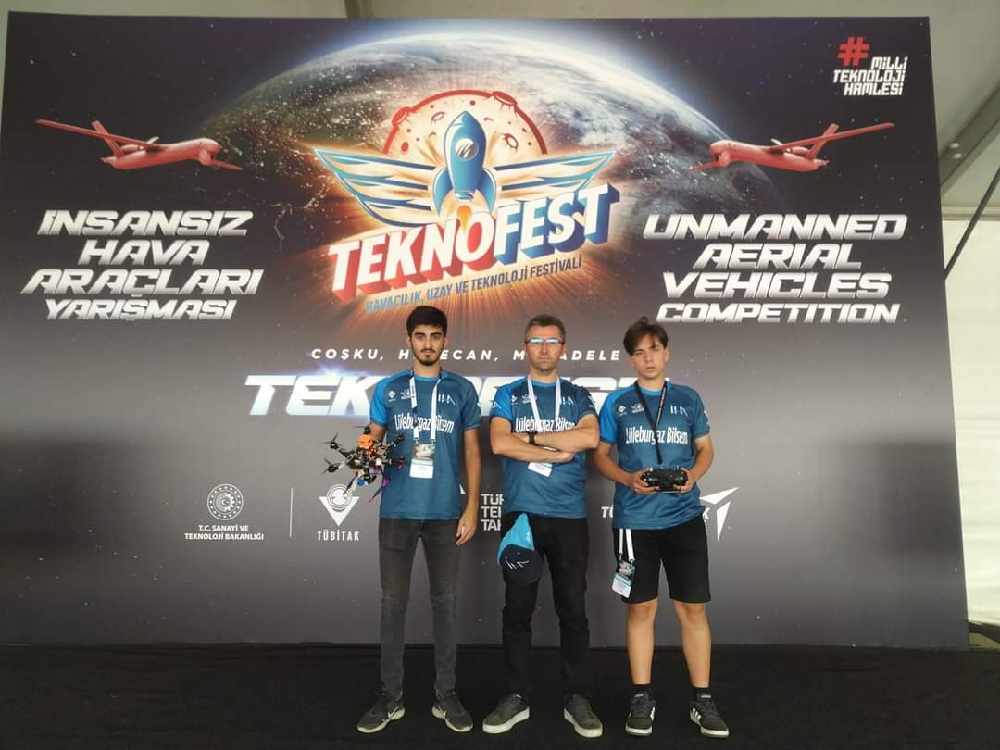 #
MİLLİ
TEKNOLOJİ
HAMLESİ
İNSANSIZ
HAVA
ARAÇLARI
YARIŞMASI
TEKNOFEST
HAVACILIK, UZAY VE TEKNOLOJİ FESTİVALİ
UNMANNED
AERIAL
VEHICLES
COMPETITION
COŞKU,
TEK
Lüleburgaz Bilsem
Lüleburgaz Bilsem
Lüleburgaz Bilsem
T.C. SANAYİ VE
TEKNOLOJİ BAKANLIĞI
TÜBİTAK